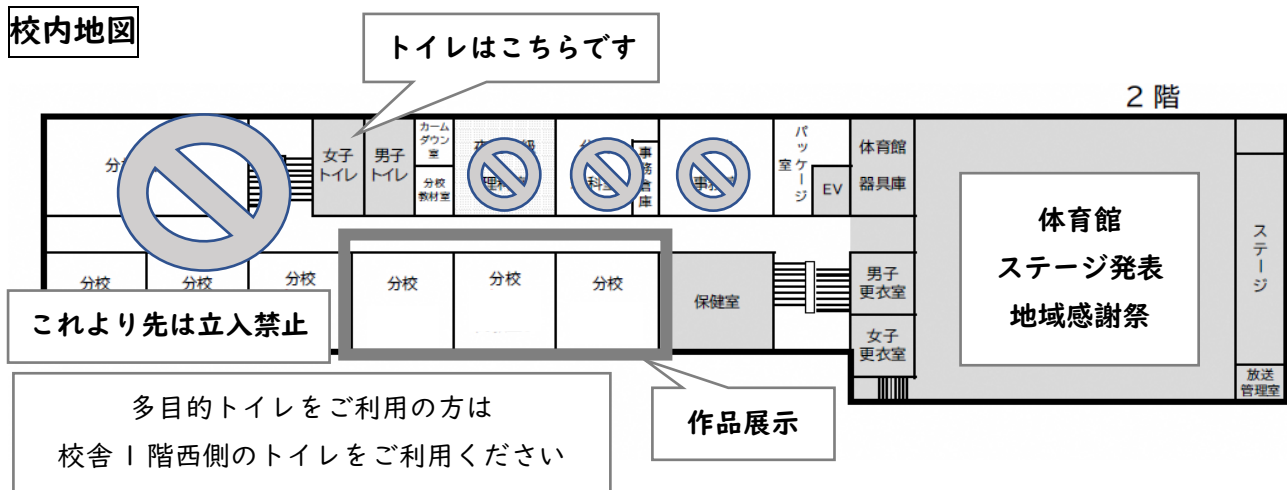 校内地図
トイレはこちらです
2階
女子
トイレ
男子
トイレ
カーム
ダウン
室
分校
教材室
事務倉庫
パッケージ室
EV
体育館
器具庫
体育館
ステージ発表
地域感謝祭
ステージ
放送
管理室
分校
分校
分校
分校
分校
分校
保健室
男子
更衣室
女子
更衣室
これより先は立入禁止
作品展示
多目的トイレをご利用の方は
校舎1階西側のトイレをご利用ください